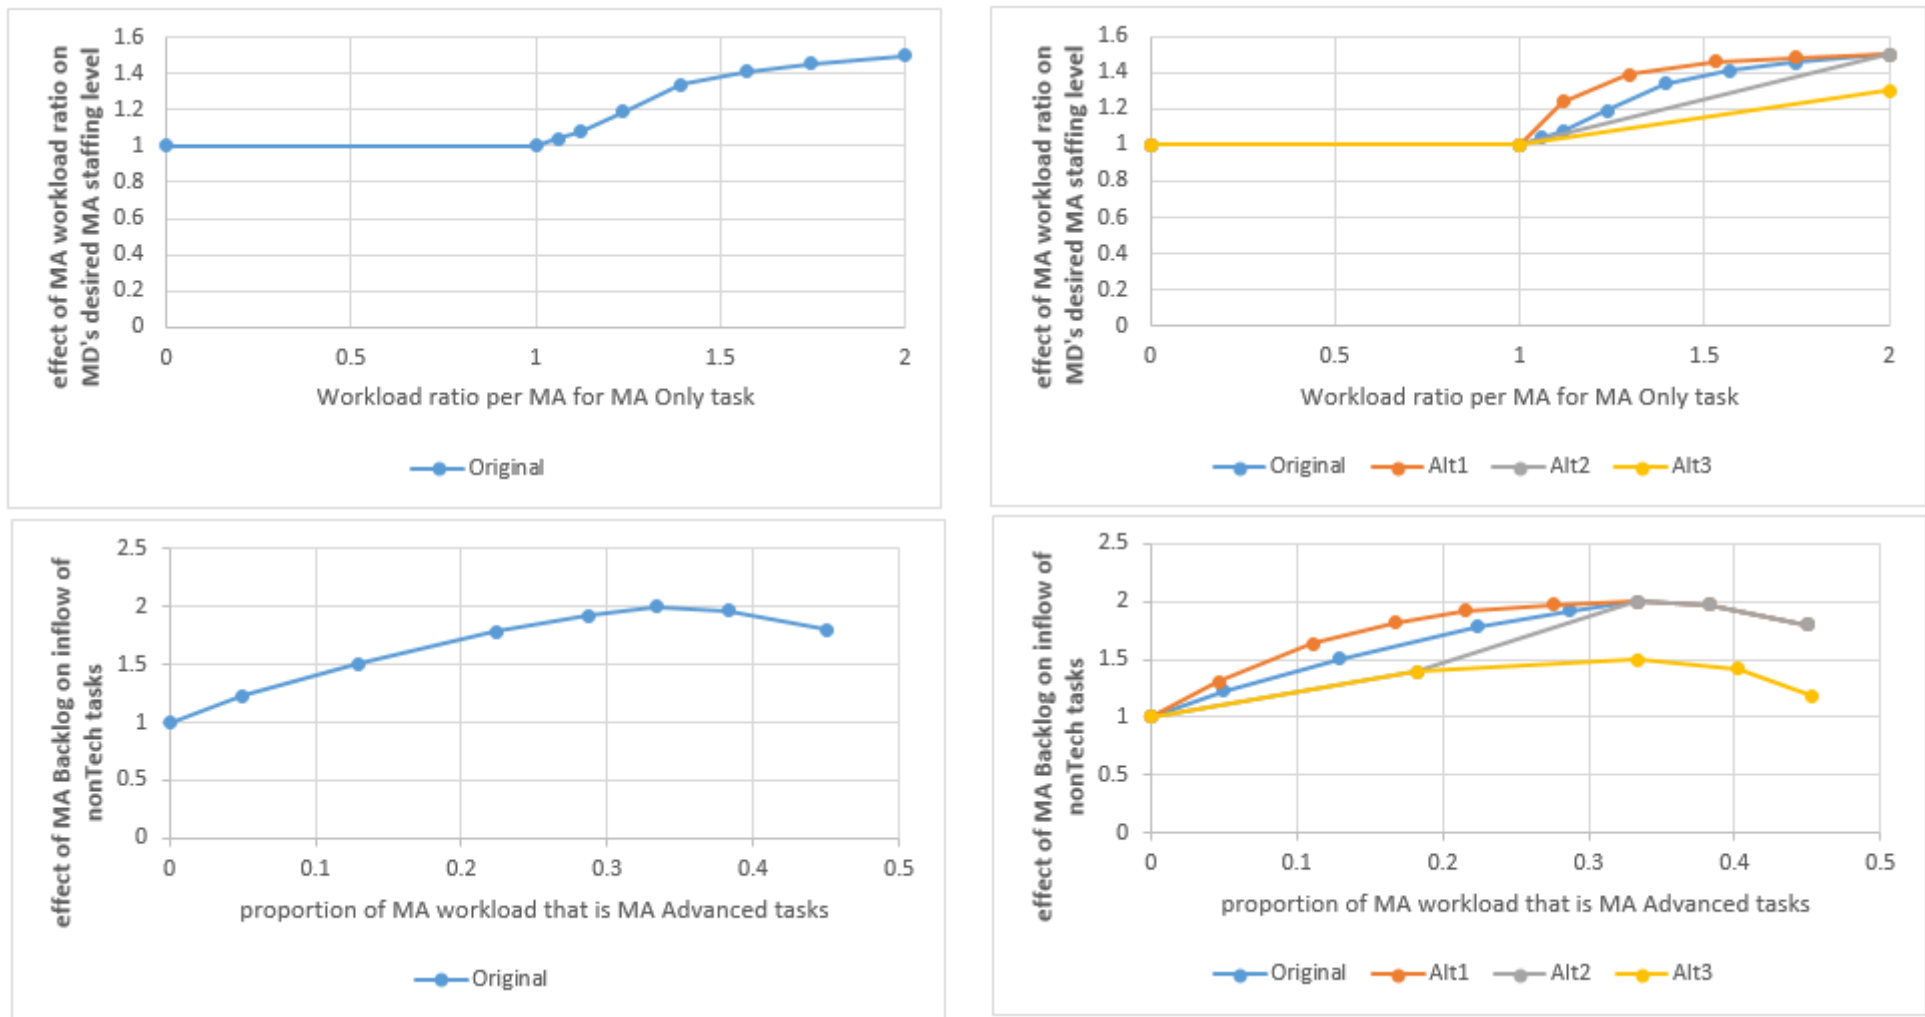 effect of MA workload ratio on
MD's desired MA staffing level
1.6
1.4
1.2
1
0.8
0.6
0.4
0.2
0
0 0.5 1 1.5 2
Workload ratio per MA for MA Only task
Original
effect of MA workload ratio on
MD's desired MA staffing level
1.6
1.4
1.2
1
0.8
0.6
0.4
0.2
0
0 0.5 1 1.5 2
Workload ratio per MA for MA Only task
Original Alt1 Alt2 Alt3
effect of MA Backlog on inflow of
nonTech tasks
2.5
2
1.5
1
0.5
0
0 0.1 0.2 0.3 0.4 0.5
proportion of MA workload that is MA Advanced tasks
Original
effect of MA Backlog on inflow of
nonTech tasks
2.5
2
1.5
1
0.5
0
0 0.1 0.2 0.3 0.4 0.5
proportion of MA workload that is MA Advanced tasks
Original Alt1 Alt2 Alt3